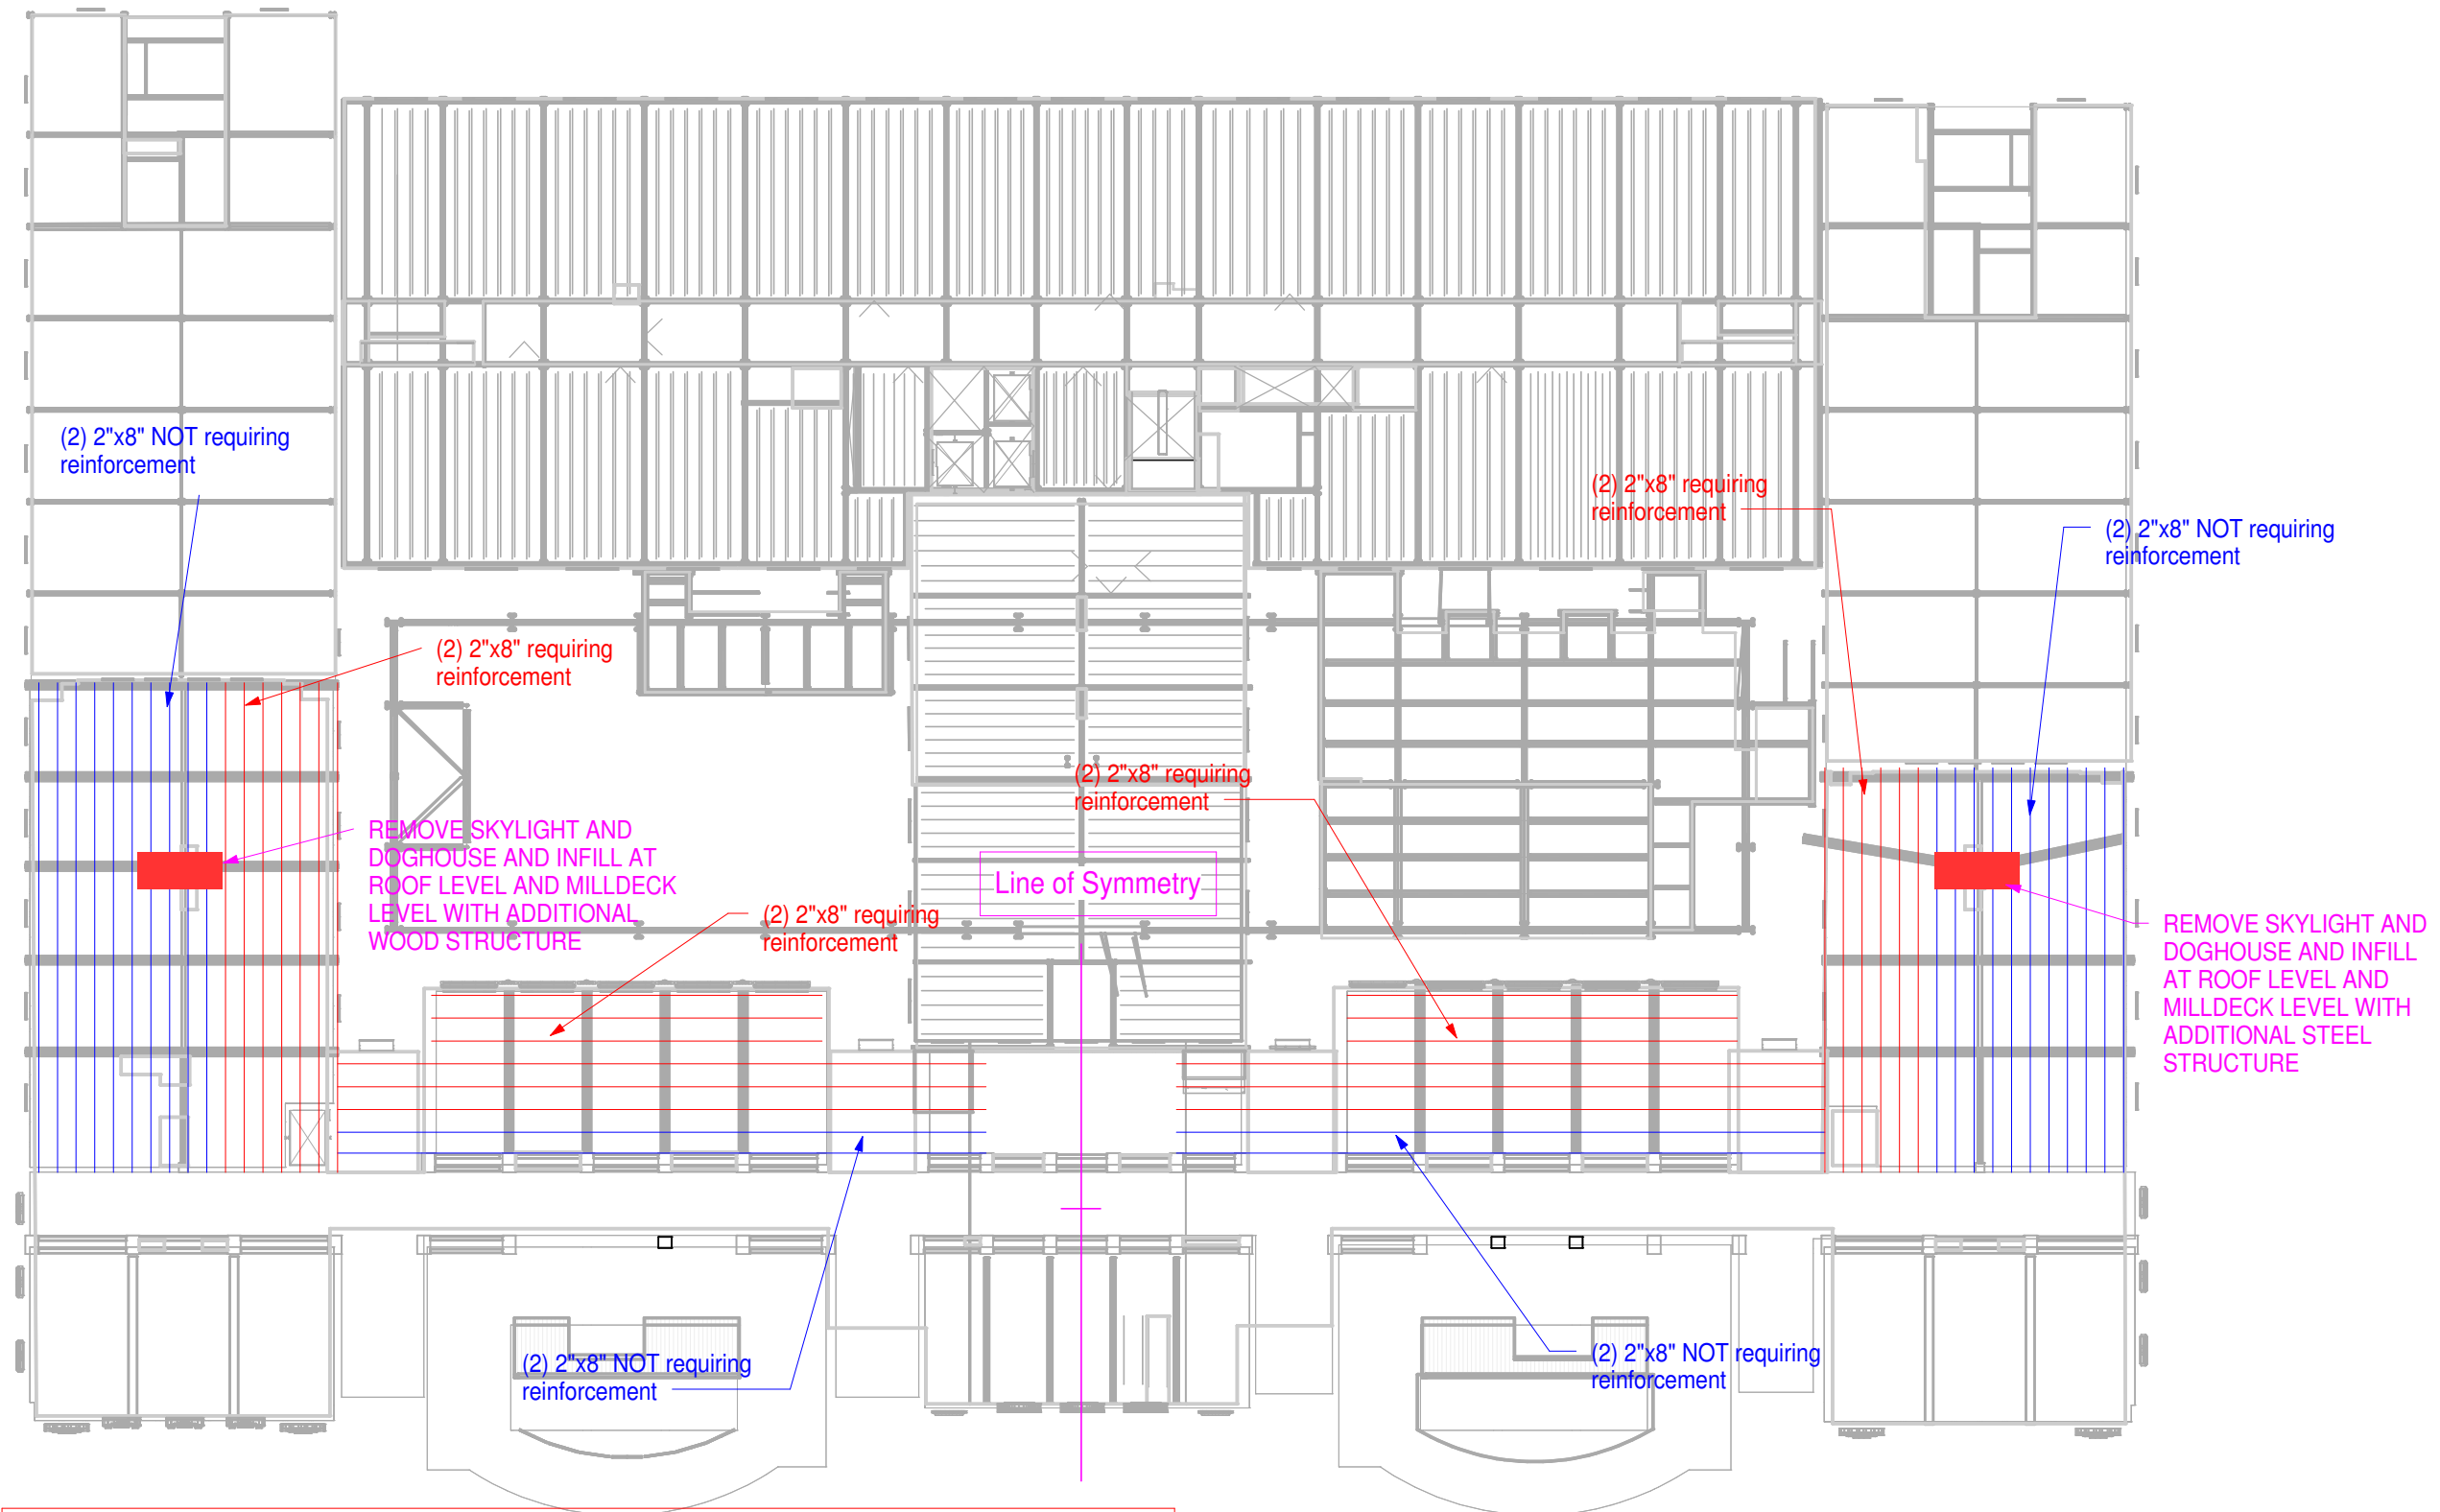 (2) 2"x8" NOT requiring
reinforcement
(2) 2"x8" requiring
reinforcement
(2) 2"x8" NOT requiring
reinforcement
(2) 2"x8" requiring
reinforcement
(2) 2"x8" requiring
reinforcement
REMOVE SKYLIGHT AND
DOGHOUSE AND INFILL AT
ROOF LEVEL AND MILLDECK
LEVEL WITH ADDITIONAL
WOOD STRUCTURE
Line of Symmetry
(2) 2"x8" requiring
reinforcement
REMOVE SKYLIGHT AND
DOGHOUSE AND INFILL
AT ROOF LEVEL AND
MILLDECK LEVEL WITH
ADDITIONAL STEEL
STRUCTURE
(2) 2"x8" NOT requiring
reinforcement
(2) 2"x8" NOT requiring
reinforcement